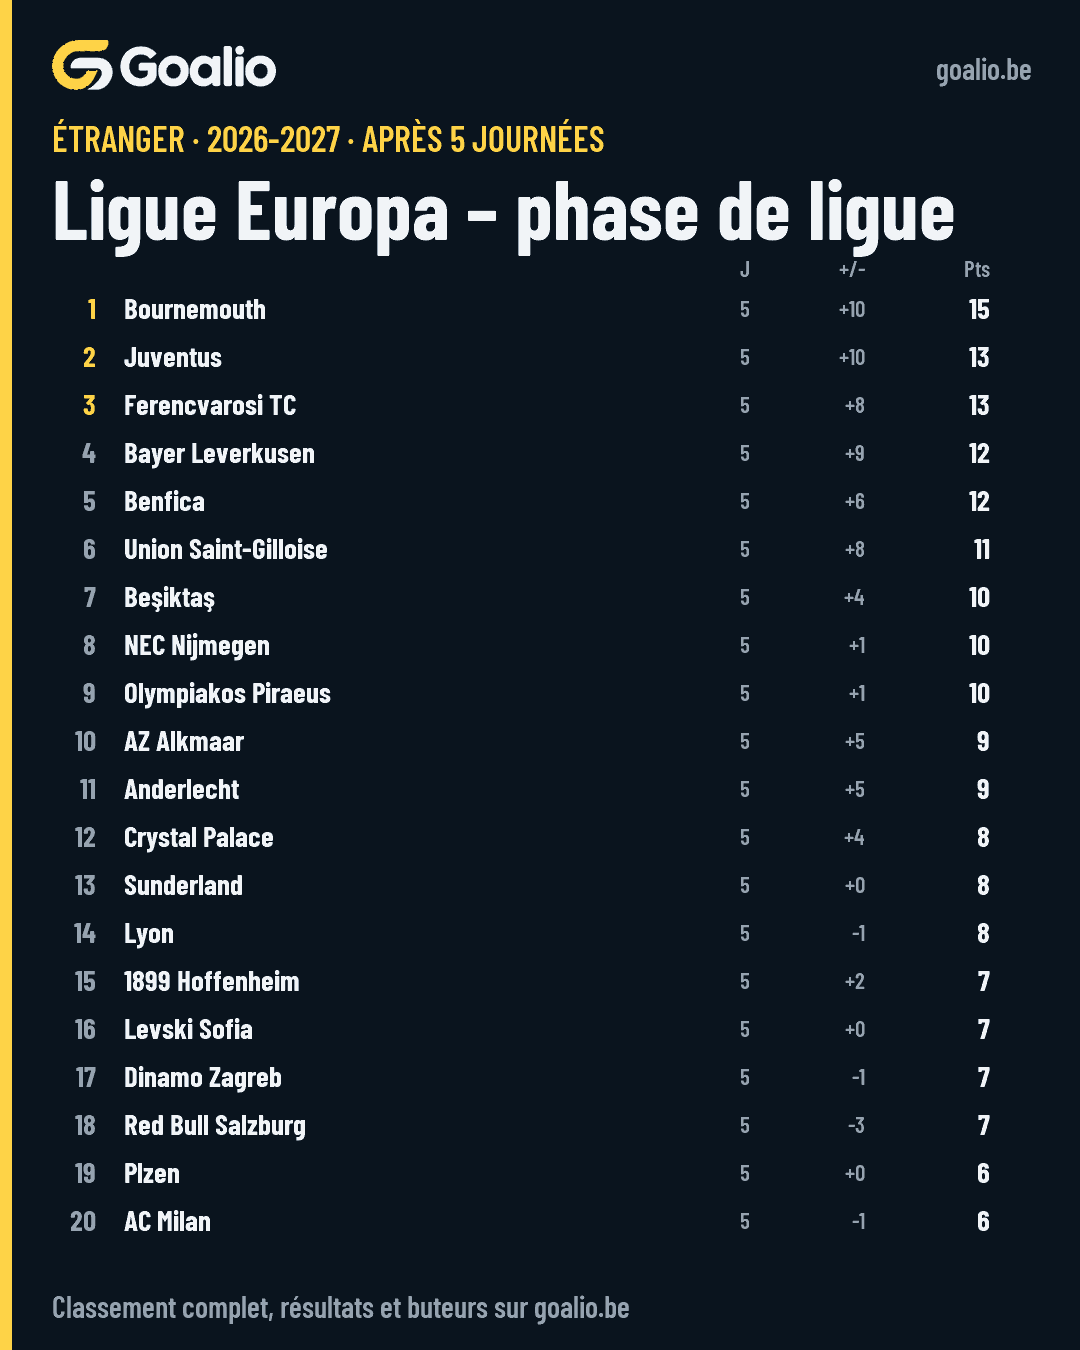 Goalio
goalio.be
ÉTRANGER · 2026-2027 · APRÈS 5 JOURNÉES
Ligue Europa – phase de ligue
J +/- Pts
1 Bournemouth 5 +10 15
2 Juventus 5 +10 13
3 Ferencvarosi TC 5 +8 13
4 Bayer Leverkusen 5 +9 12
5 Benfica 5 +6 12
6 Union Saint-Gilloise 5 +8 11
7 Beşiktaş 5 +4 10
8 NEC Nijmegen 5 +1 10
9 Olympiakos Piraeus 5 +1 10
10 AZ Alkmaar 5 +5 9
11 Anderlecht 5 +5 9
12 Crystal Palace 5 +4 8
13 Sunderland 5 +0 8
14 Lyon 5 -1 8
15 1899 Hoffenheim 5 +2 7
16 Levski Sofia 5 +0 7
17 Dinamo Zagreb 5 -1 7
18 Red Bull Salzburg 5 -3 7
19 Plzen 5 +0 6
20 AC Milan 5 -1 6
Classement complet, résultats et buteurs sur goalio.be